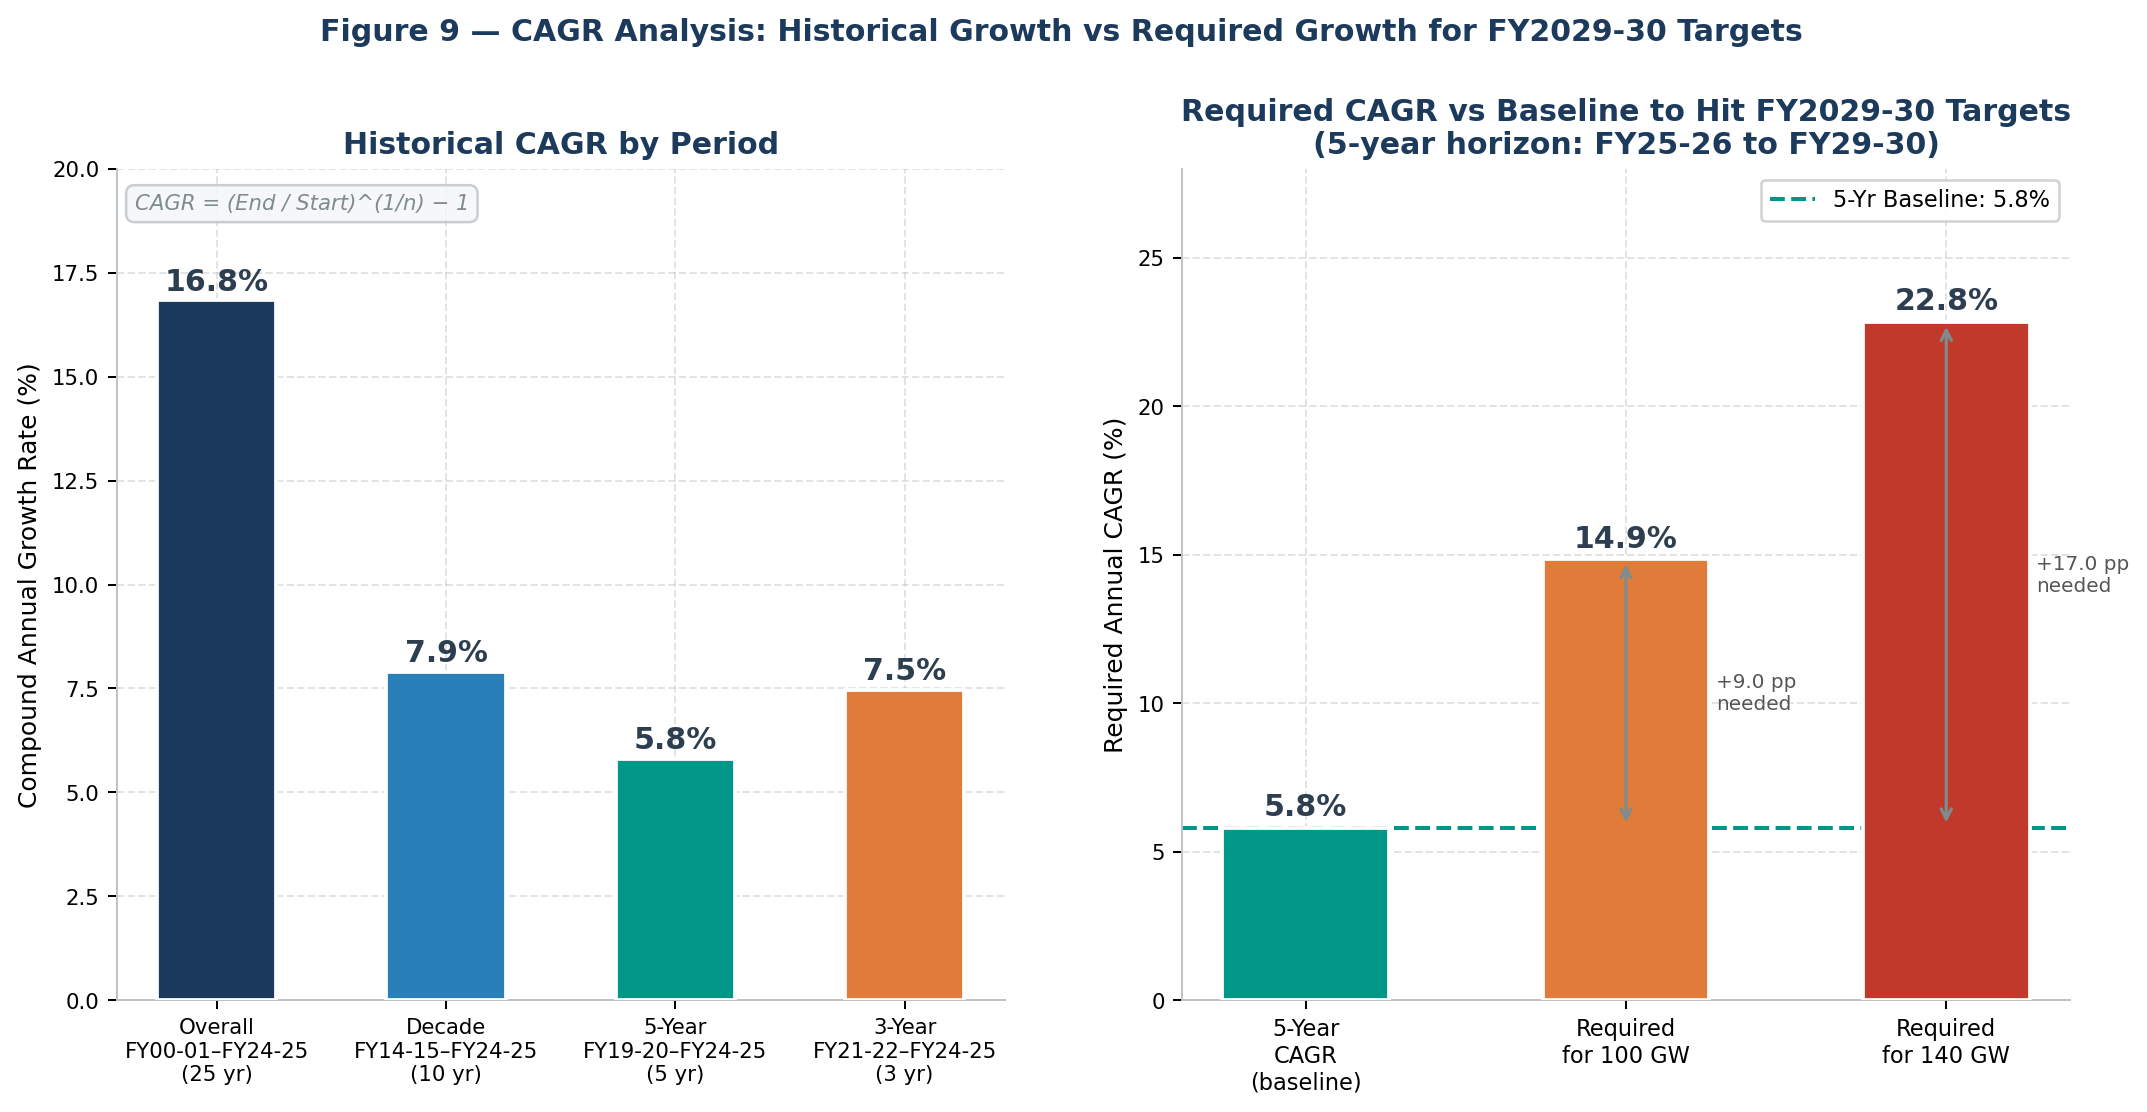 Figure 9 — CAGR Analysis: Historical Growth vs Required Growth for FY2029-30 Targets
Historical CAGR by Period
CAGR = (End / Start)^(1/n) − 1
Compound Annual Growth Rate (%)
20.0
17.5
15.0
12.5
10.0
7.5
5.0
2.5
0.0
16.8%
7.9%
5.8%
7.5%
Overall
FY00-01–FY24-25
(25 yr)
Decade
FY14-15–FY24-25
(10 yr)
5-Year
FY19-20–FY24-25
(5 yr)
3-Year
FY21-22–FY24-25
(3 yr)
Required CAGR vs Baseline to Hit FY2029-30 Targets
(5-year horizon: FY25-26 to FY29-30)
5-Yr Baseline: 5.8%
Required Annual CAGR (%)
25
20
15
10
5
0
5.8%
14.9%
22.8%
+9.0 pp
needed
+17.0 pp
needed
5-Year
CAGR
(baseline)
Required
for 100 GW
Required
for 140 GW